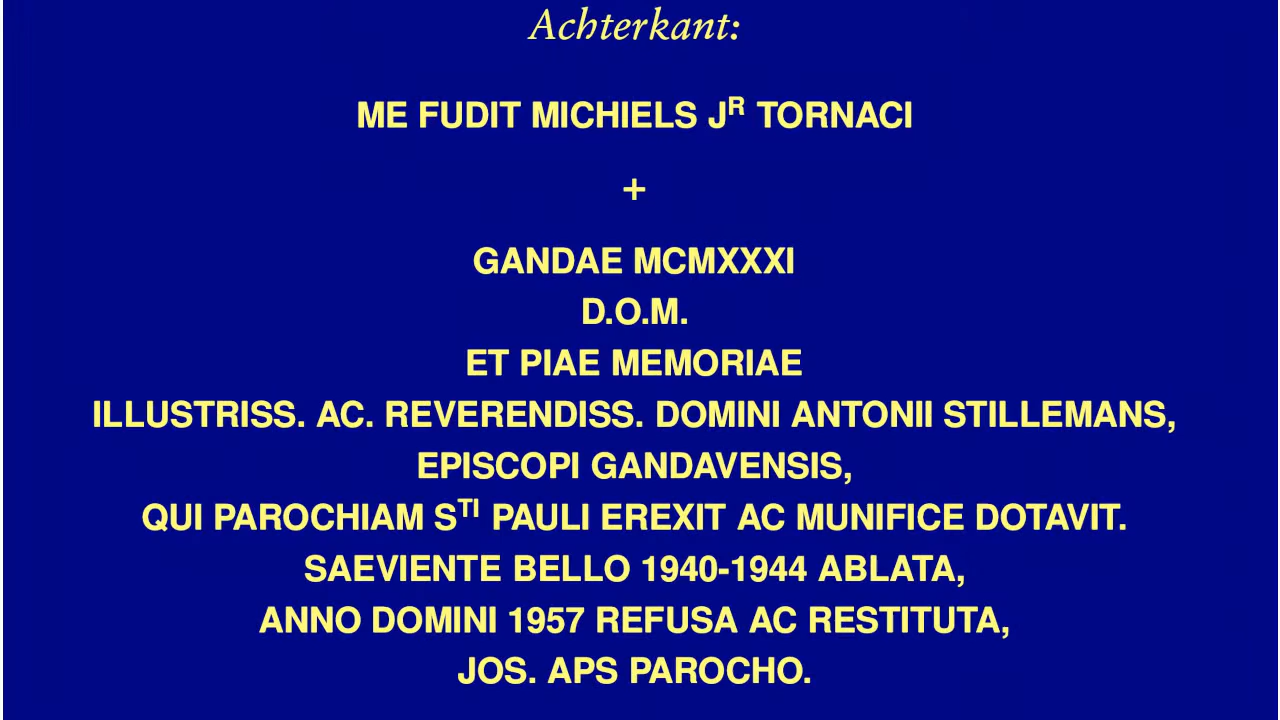 Achterkant:
ME FUDIT MICHIELS Jᴿ TORNACI
+
GANDAE MCMXXXI
D.O.M.
ET PIAE MEMORIAE
ILLUSTRISS. AC. REVERENDISS. DOMINI ANTONII STILLEMANS,
EPISCOPI GANDAVENSIS,
QUI PAROCHIAM Sᵀᴵ PAULI EREXIT AC MUNIFICE DOTAVIT.
SAEVIENTE BELLO 1940-1944 ABLATA,
ANNO DOMINI 1957 REFUSA AC RESTITUTA,
JOS. APS PAROCHO.